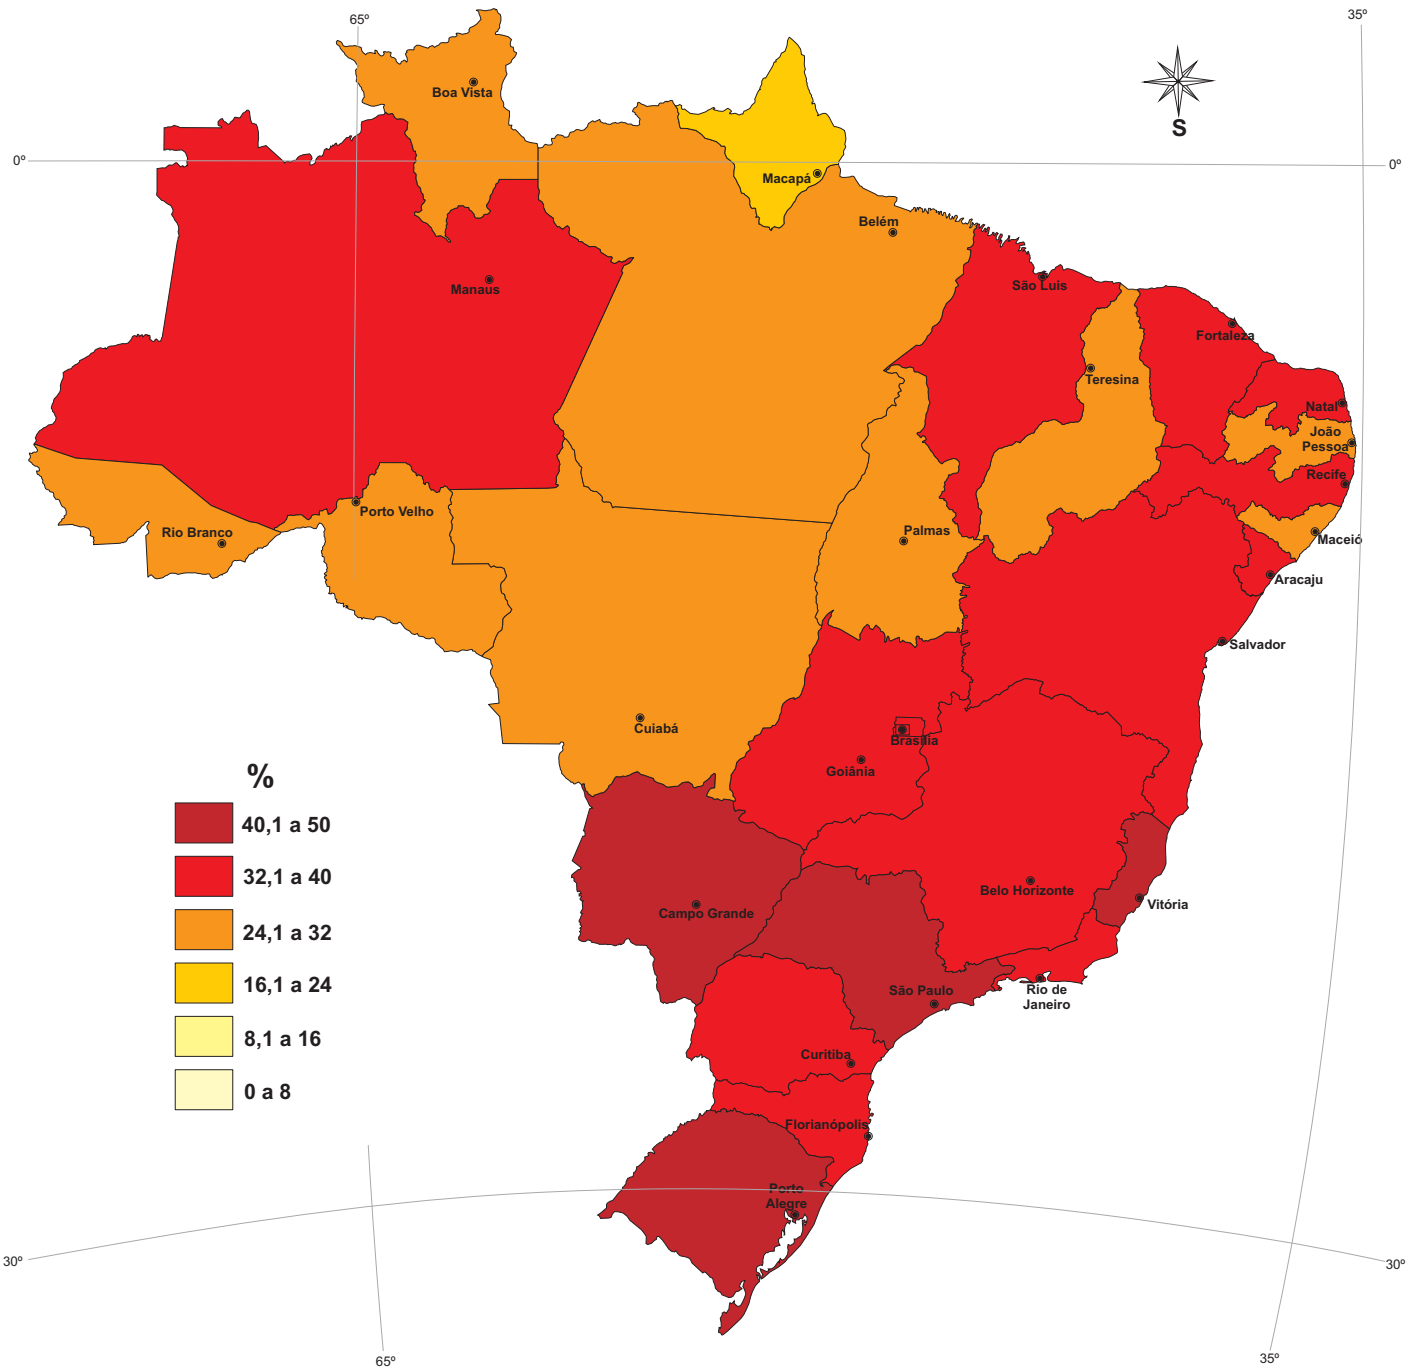 65º
35º
Boa Vista
S
0º
0º
Macapá
Belém
São Luis
Manaus
Fortaleza
Teresina
Natal
João
Pessoa
Recife
Porto Velho
Rio Branco
Palmas
Maceió
Aracaju
Salvador
Cuiabá
Brasília
Goiânia
%
40,1 a 50
32,1 a 40
24,1 a 32
16,1 a 24
8,1 a 16
0 a 8
Belo Horizonte
Vitória
Campo Grande
São Paulo
Rio de
Janeiro
Curitiba
Florianópolis
Porto
Alegre
30º
30º
65º
35º